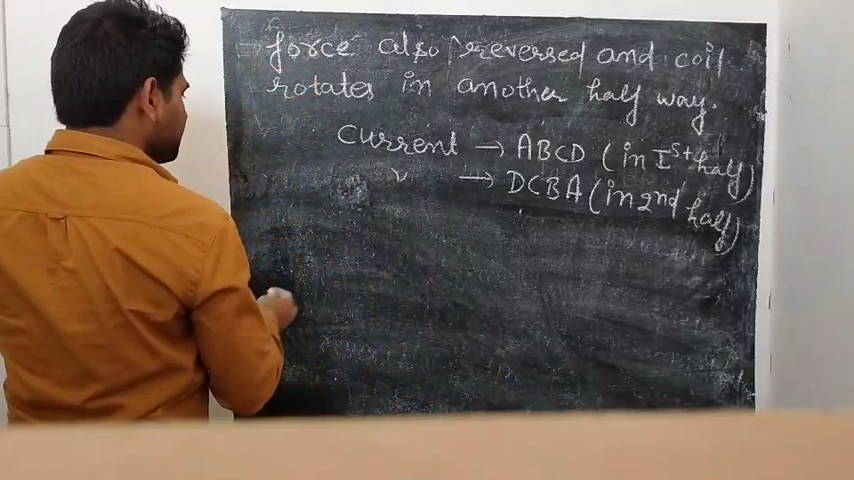 ⇒ force also reversed and coil
rotates in another half way.
Current → ABCD (in Ist half)
→ DCBA (in 2nd half)